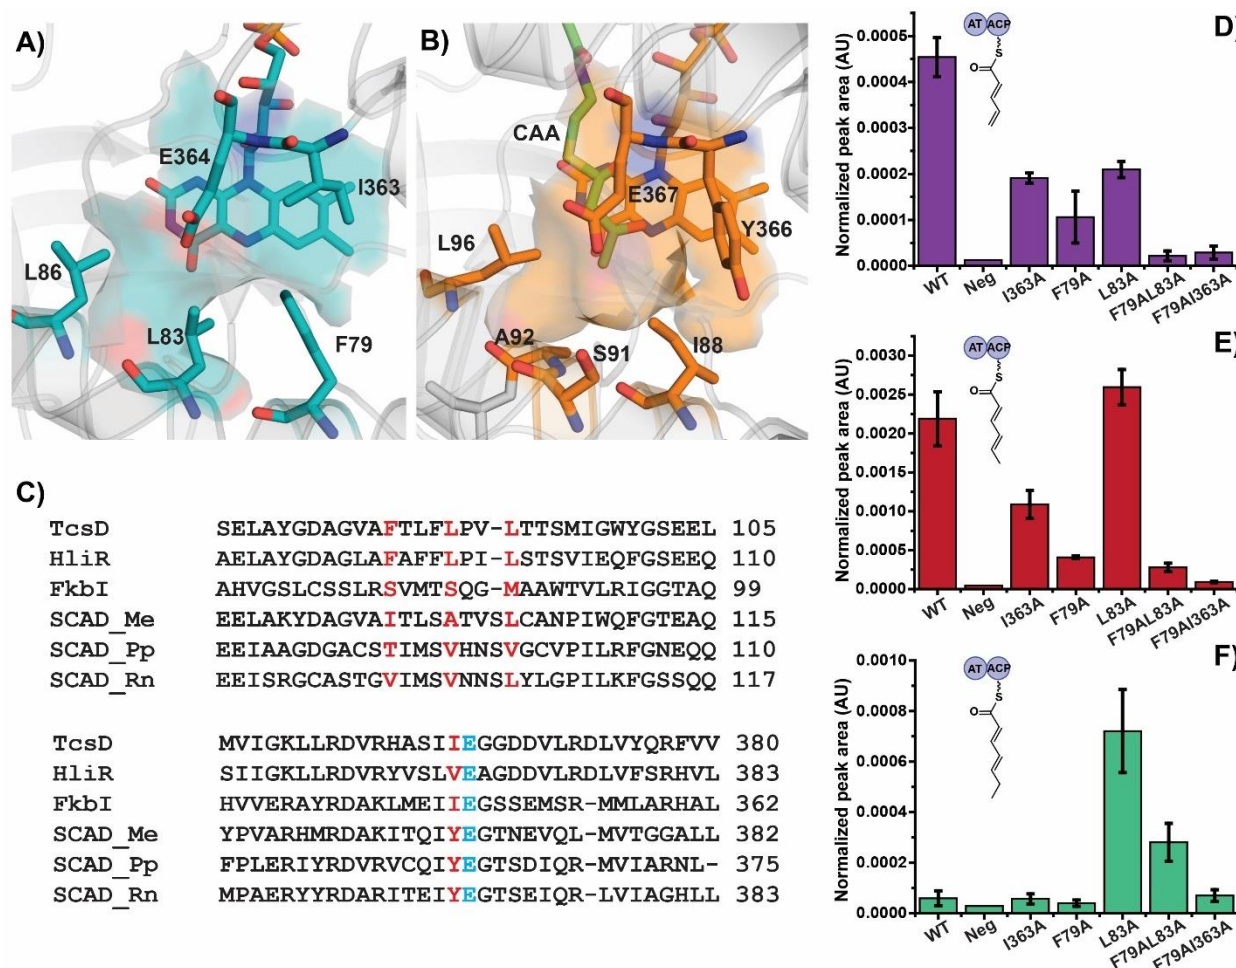 A)
E364
I363
L86
L83
F79
B)
CAA
E367
Y366
L96
A92
S91
I88
C)
TcsD SELAYGDAGVAFTLFLPV-LTTSMIGWYGSEEL 105
HliR AELAYGDAGLAFAFFLPI-LSTSVIEQFGSEEQ 110
FkbI AHVGSLCSSLRSVMTSQG-MAAWTVLRIGGTAQ 99
SCAD_Me EELAKYDAGVAITLSATVSLCANPIWQFGTEAQ 115
SCAD_Pp EEIAAGDGACSTIMSVHNSVGCVPILRFGNEQQ 110
SCAD_Rn EEISRGCASTGVIMSVNNSLYLGPILKFGSSQQ 117
TcsD MVIGKLLRDVRHASIIEGGDDVLRDLVYQRFVV 380
HliR SIIGKLLRDVRYVSLVEAGDDVLRDLVFSRHVL 383
FkbI HVVERAYRDAKLMEIIEGSSEMSR-MMLARHAL 362
SCAD_Me YPVARHMRDAKITQIYEGTNEVQL-MVTGGALL 382
SCAD_Pp FPLERIYRDVRVCQIYEGTSDIQR-MVIARNL- 375
SCAD_Rn MPAERYYRDARITEIYEGTSEIQR-LVIAGHLL 383
D)
Normalized peak area (AU)
0.0005
0.0004
0.0003
0.0002
0.0001
0.0000
AT ACP
S
O
WT Neg I363A F79A L83A F79AL83A F79AI363A
E)
Normalized peak area (AU)
0.0030
0.0025
0.0020
0.0015
0.0010
0.0005
0.0000
AT ACP
S
O
WT Neg I363A F79A L83A F79AL83A F79AI363A
F)
Normalized peak area (AU)
0.0010
0.0008
0.0006
0.0004
0.0002
0.0000
AT ACP
S
O
WT Neg I363A F79A L83A F79AL83A F79AI363A